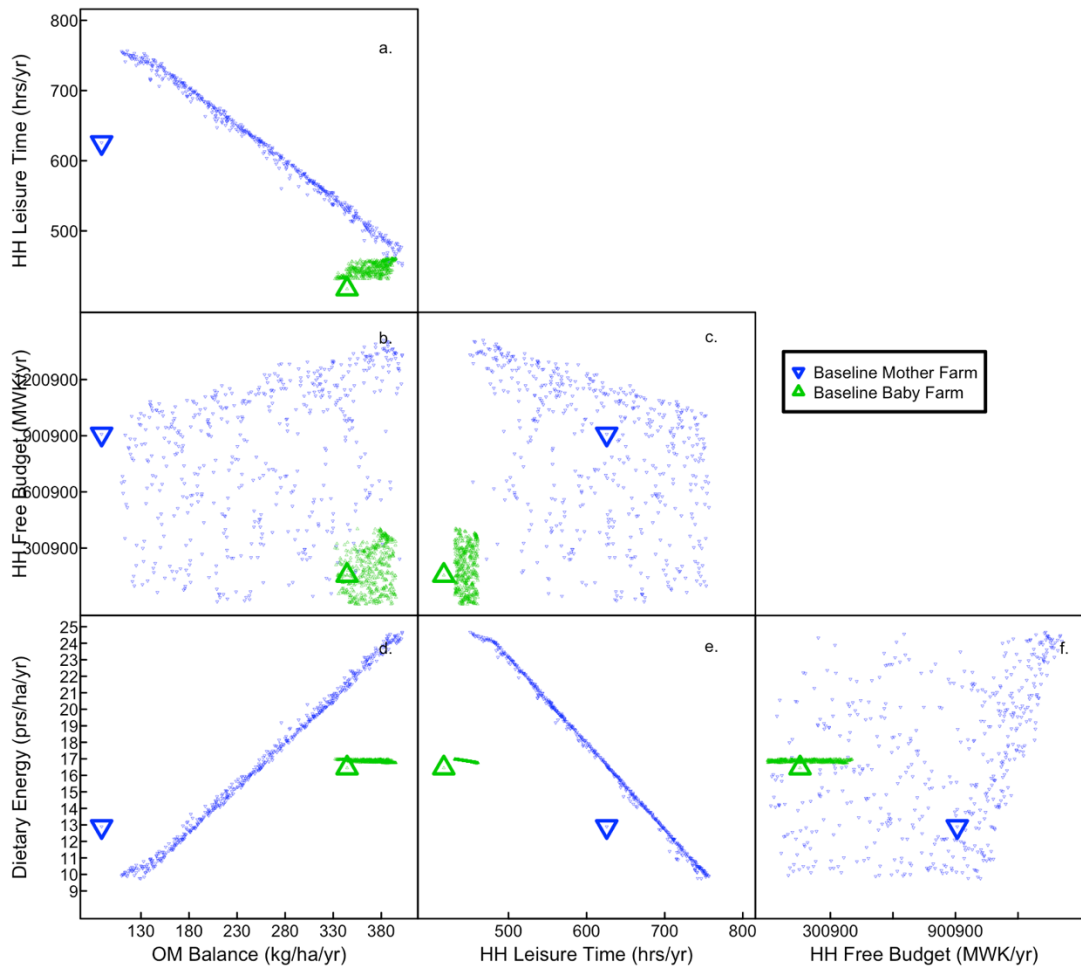 800
700
600
500
HH Leisure Time (hrs/yr)
a.
1200900
900900
600900
300900
HH Free Budget (MWK/yr)
b.
c.
Baseline Mother Farm
Baseline Baby Farm
25
24
23
22
21
20
19
18
17
16
15
14
13
12
11
10
9
Dietary Energy (prs/ha/yr)
d.
e.
f.
130 180 230 280 330 380
500 600 700 800
300900 900900
OM Balance (kg/ha/yr)
HH Leisure Time (hrs/yr)
HH Free Budget (MWK/yr)